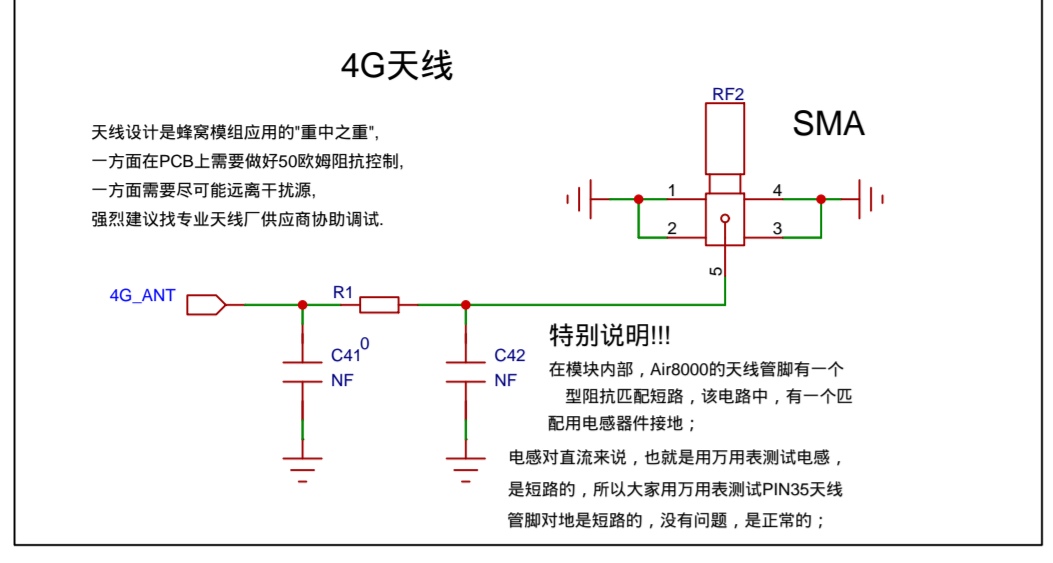 4G天线
RF2
SMA
天线设计是蜂窝模组应用的"重中之重",
一方面在PCB上需要做好50欧姆阻抗控制,
一方面需要尽可能远离干扰源,
强烈建议找专业天线厂供应商协助调试.
1
4
2
3
5
4G_ANT
R1
0
C41
NF
C42
NF
特别说明!!!
在模块内部，Air8000的天线管脚有一个
型阻抗匹配短路，该电路中，有一个匹
配用电感器件接地；
电感对直流来说，也就是用万用表测试电感，
是短路的，所以大家用万用表测试PIN35天线
管脚对地是短路的，没有问题，是正常的；